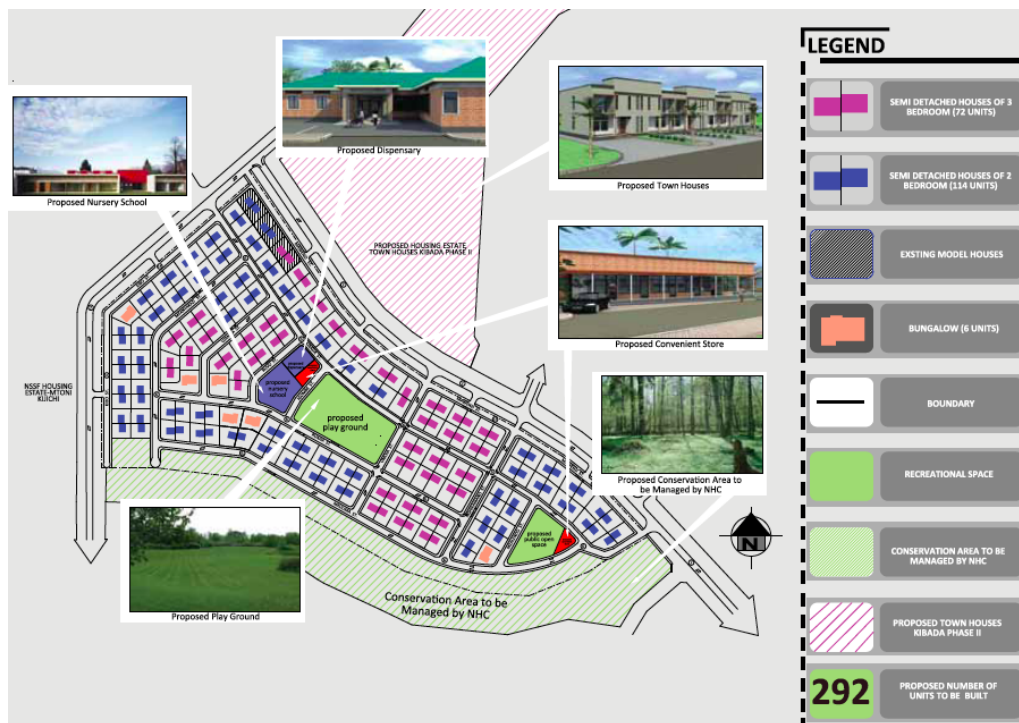 Proposed Nursery School
Proposed Dispensary
Proposed Town Houses
PROPOSED HOUSING ESTATE
TOWN HOUSES KIBADA PHASE II
Proposed Convenient Store
NSSF HOUSING
ESTATE-MTONI
KIJICHI
proposed
nursery
school
proposed
play ground
Proposed Conservation Area to
be Managed by NHC
proposed
public open
space
Proposed Play Ground
Conservation Area to be
Managed by NHC
N
LEGEND
SEMI DETACHED HOUSES OF 3
BEDROOM (72 UNITS)
SEMI DETACHED HOUSES OF 2
BEDROOM (114 UNITS)
EXSTING MODEL HOUSES
BUNGALOW (6 UNITS)
BOUNDARY
RECREATIONAL SPACE
CONSERVATION AREA TO BE
MANAGED BY NHC
PROPOSED TOWN HOUSES
KIBADA PHASE II
292
PROPOSED NUMBER OF
UNITS TO BE BUILT